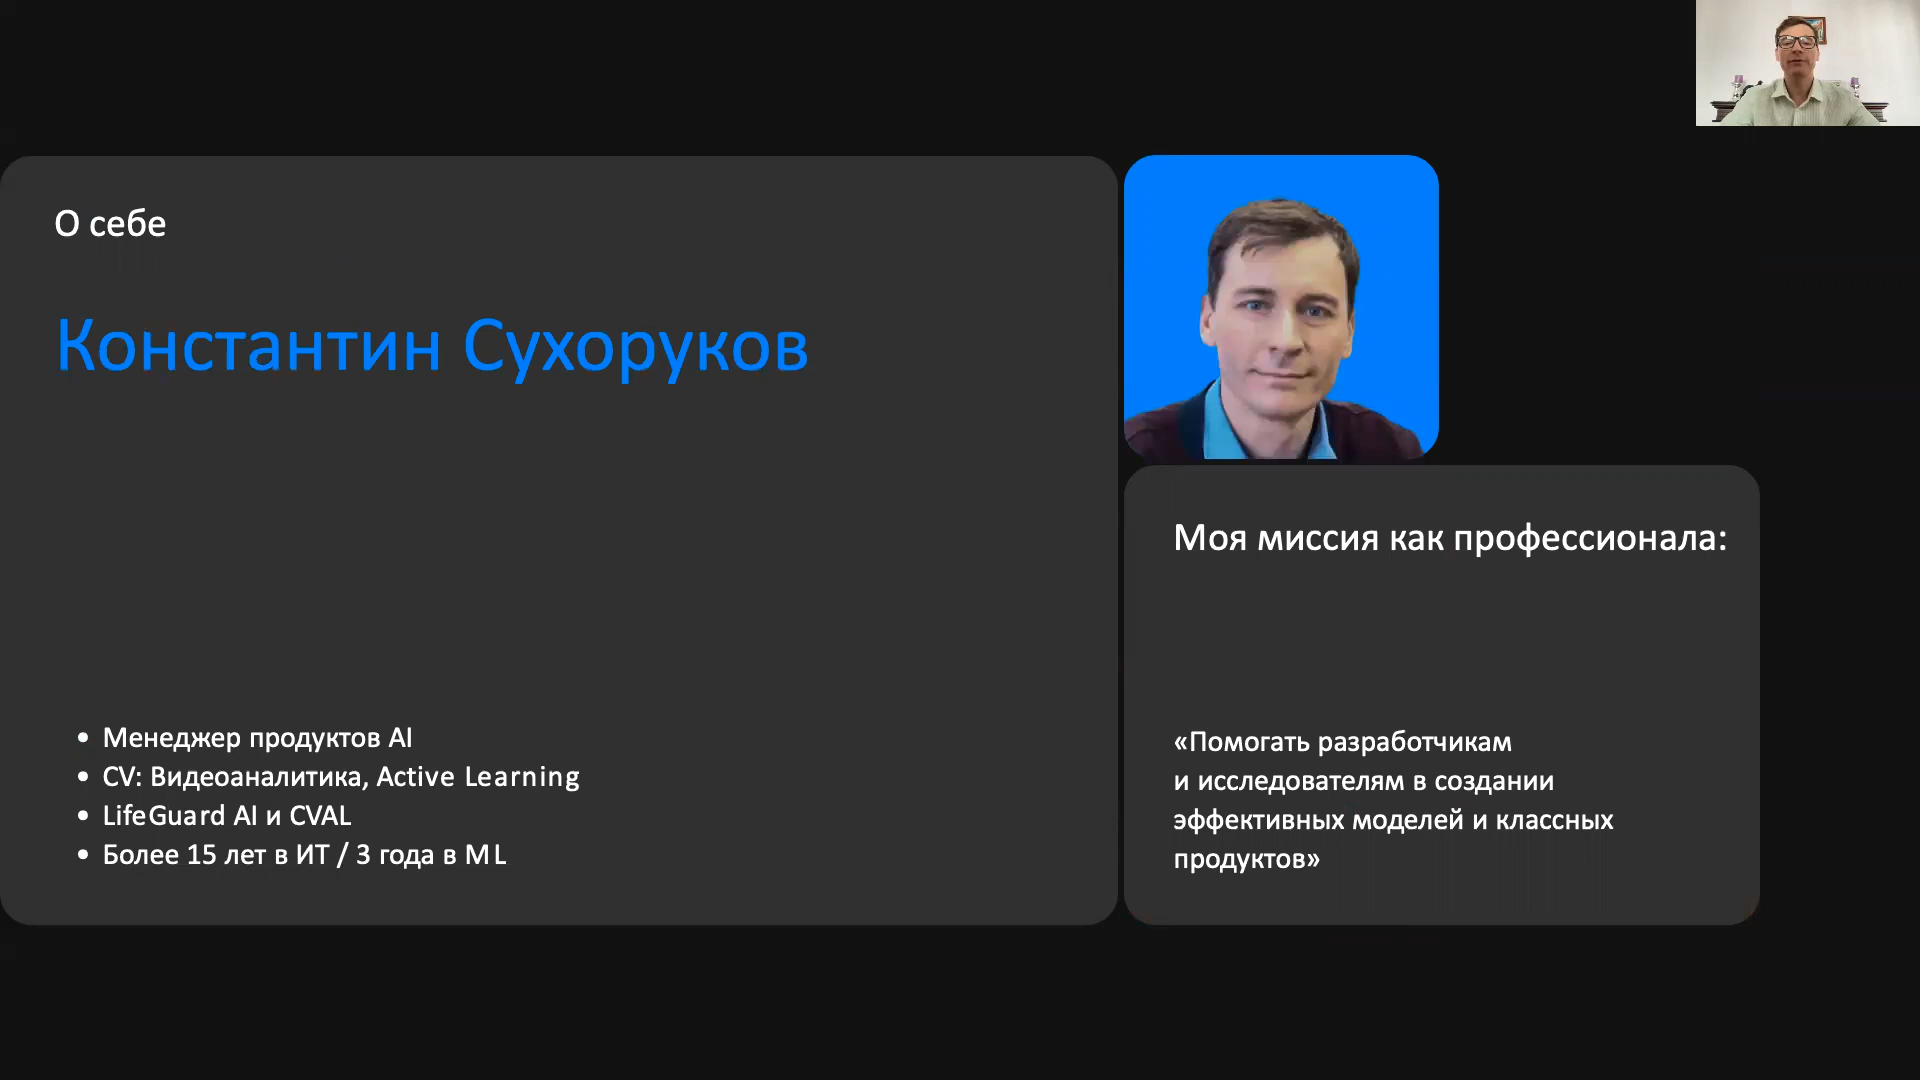 О себе
Константин Сухоруков
• Менеджер продуктов AI
• CV: Видеоаналитика, Active Learning
• LifeGuard AI и CVAL
• Более 15 лет в ИТ / 3 года в ML
Моя миссия как профессионала:
«Помогать разработчикам
и исследователям в создании
эффективных моделей и классных
продуктов»